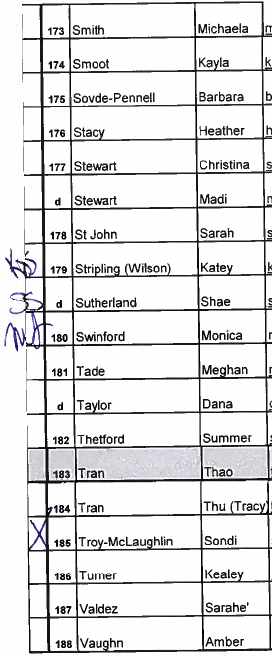 173 Smith Michaela
174 Smoot Kayla k
175 Sovde-Pennell Barbara b
176 Stacy Heather h
177 Stewart Christina s
d Stewart Madi
178 St John Sarah s
179 Stripling (Wilson) Katey k
d Sutherland Shae s
180 Swinford Monica
181 Tade Meghan
d Taylor Dana
182 Thetford Summer s
183 Tran Thao
184 Tran Thu (Tracy)
X 185 Troy-McLaughlin Sondi
186 Turner Kealey
187 Valdez Sarahe'
188 Vaughn Amber